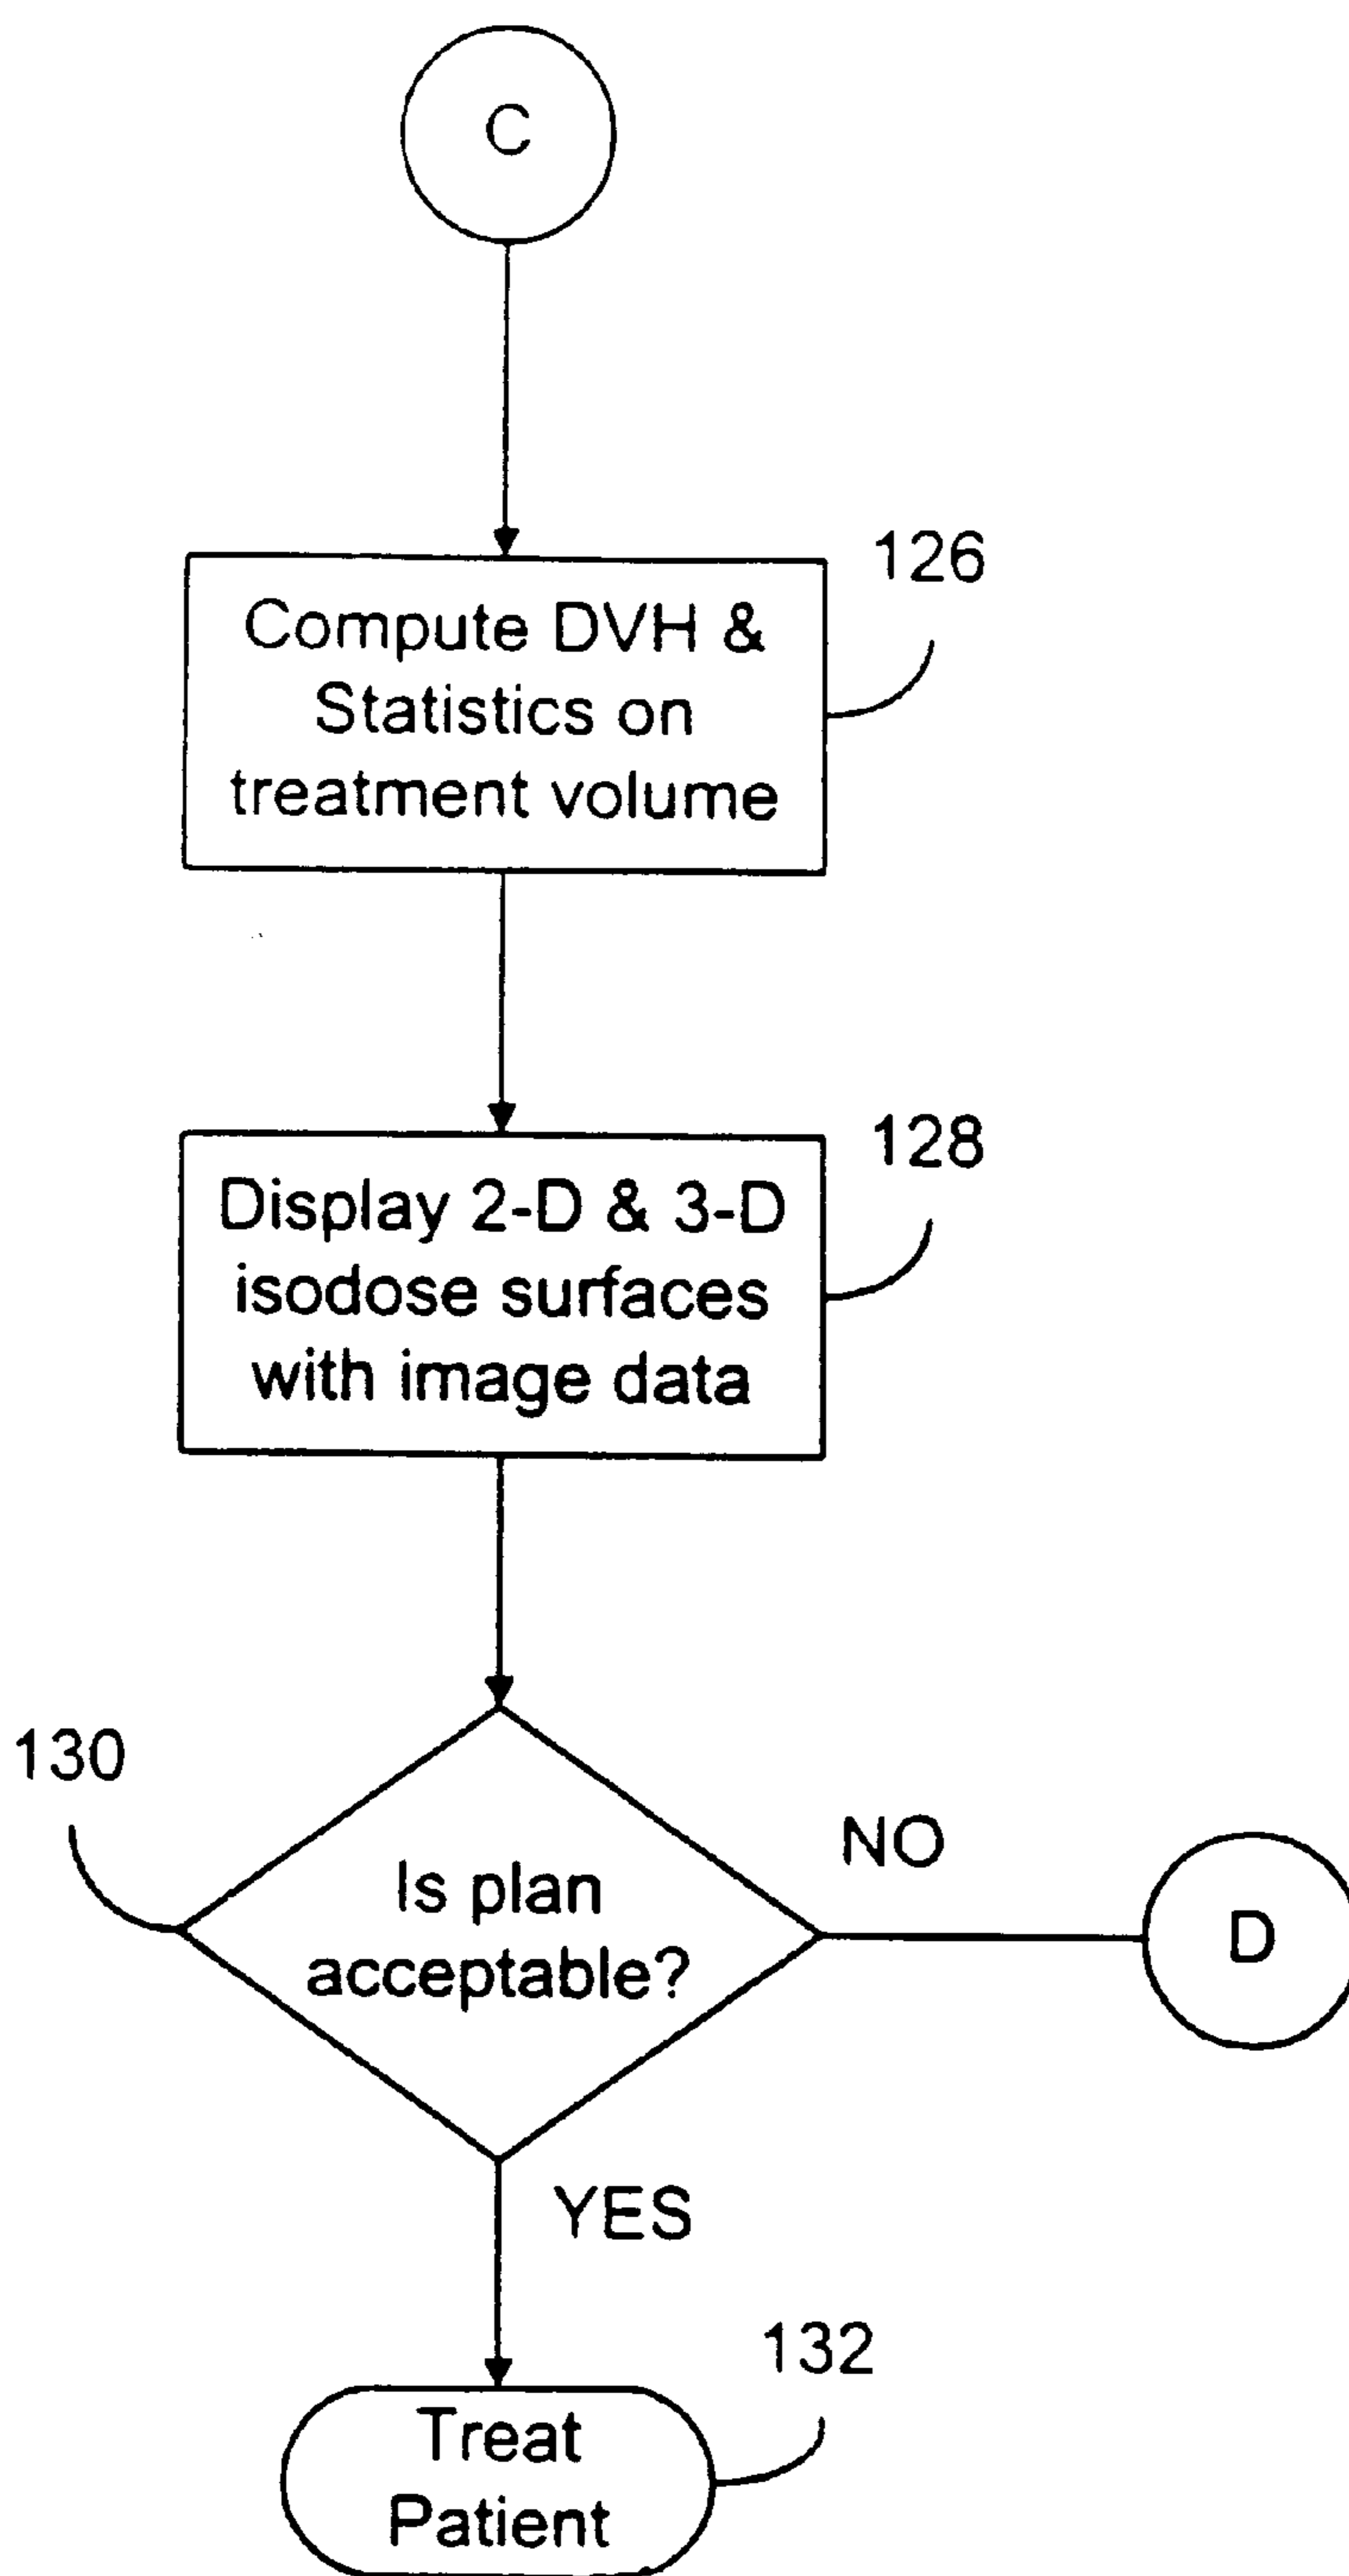 C
126
Compute DVH &
Statistics on
treatment volume
128
Display 2-D & 3-D
isodose surfaces
with image data
130
Is plan
acceptable?
NO
D
YES
132
Treat
Patient